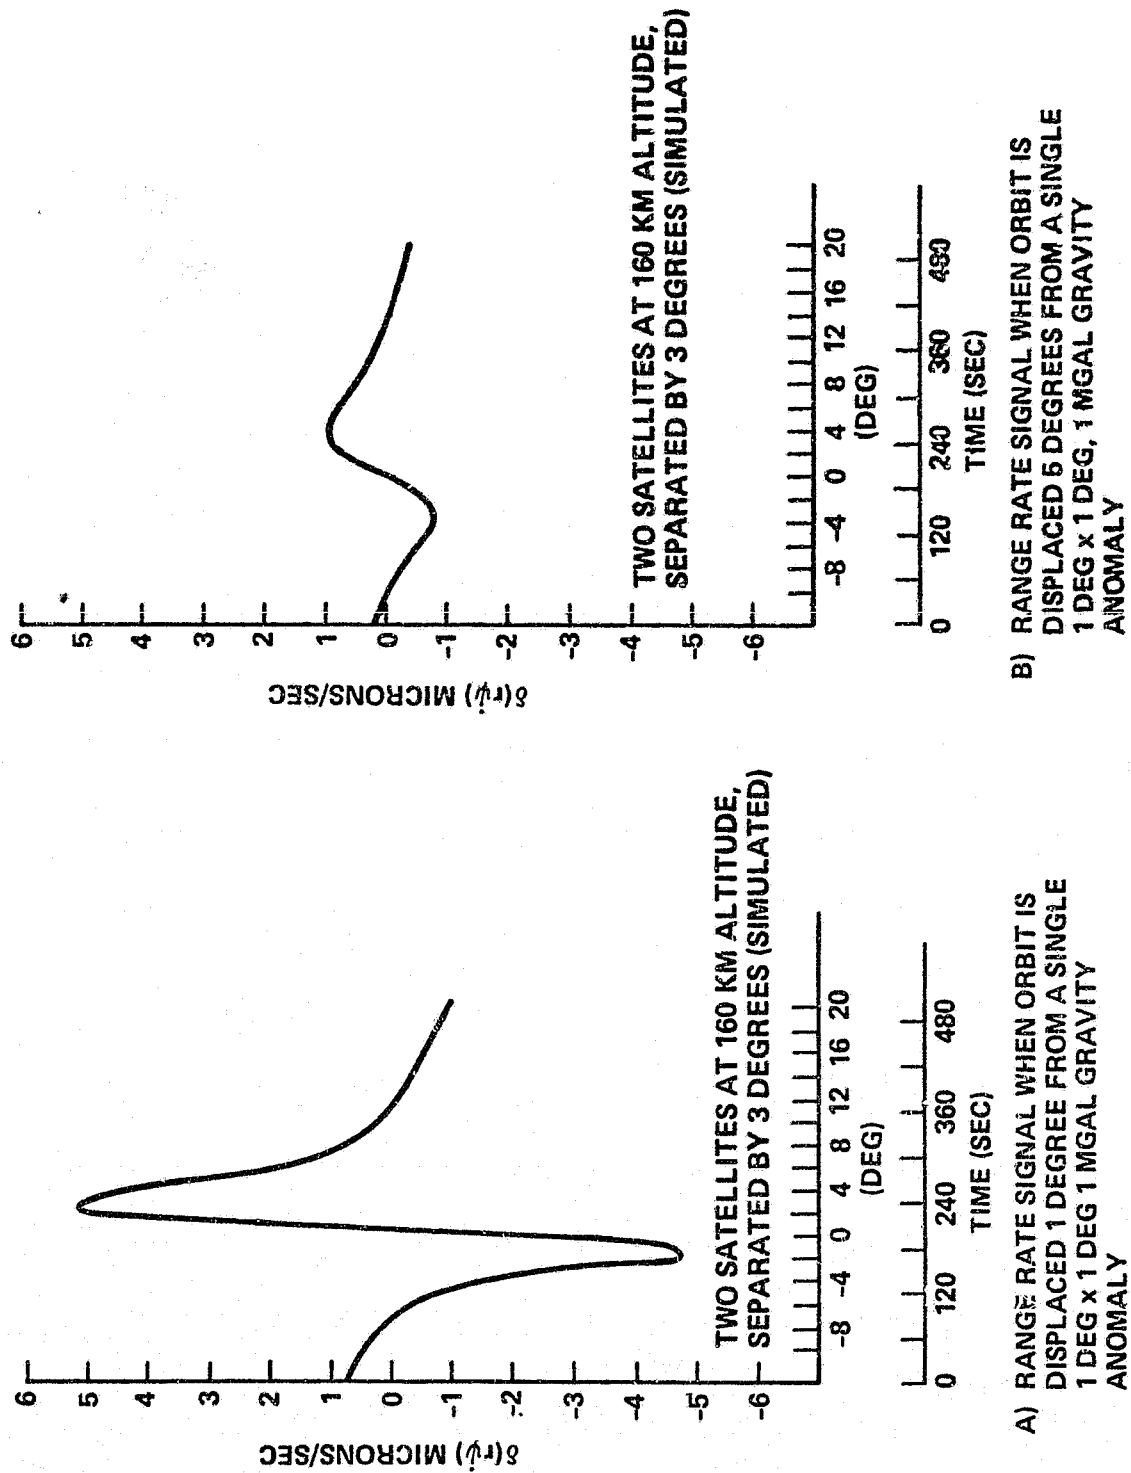 6
5
4
3
2
1
0
-1
-2
-3
-4
-5
-6
δ(rψ̇) MICRONS/SEC
TWO SATELLITES AT 160 KM ALTITUDE,
SEPARATED BY 3 DEGREES (SIMULATED)
-8 -4 0 4 8 12 16 20
(DEG)
0 120 240 360 480
TIME (SEC)
A) RANGE RATE SIGNAL WHEN ORBIT IS
DISPLACED 1 DEGREE FROM A SINGLE
1 DEG x 1 DEG 1 MGAL GRAVITY
ANOMALY
6
5
4
3
2
1
0
-1
-2
-3
-4
-5
-6
δ(rψ̇) MICRONS/SEC
TWO SATELLITES AT 160 KM ALTITUDE,
SEPARATED BY 3 DEGREES (SIMULATED)
-8 -4 0 4 8 12 16 20
(DEG)
0 120 240 360 480
TIME (SEC)
B) RANGE RATE SIGNAL WHEN ORBIT IS
DISPLACED 5 DEGREES FROM A SINGLE
1 DEG x 1 DEG, 1 MGAL GRAVITY
ANOMALY